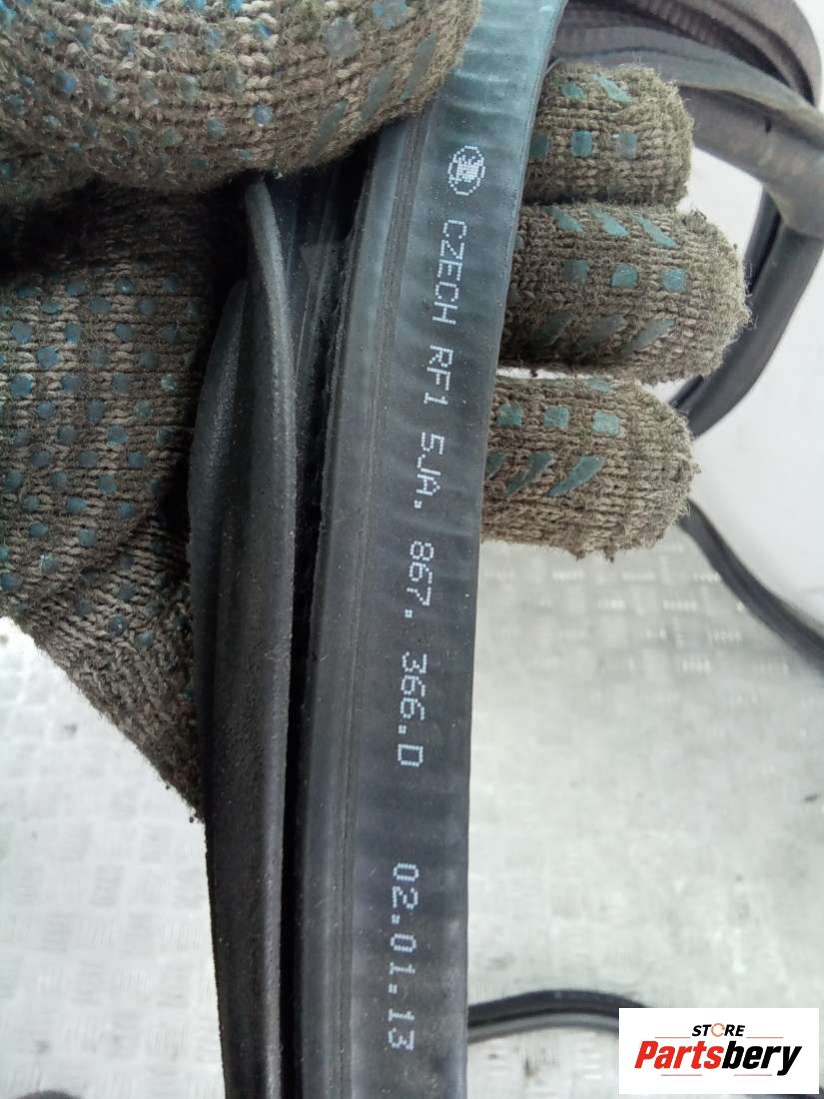 CZECH RF1 5JA. 867. 366.D 02.01.13
STORE
Partsbery